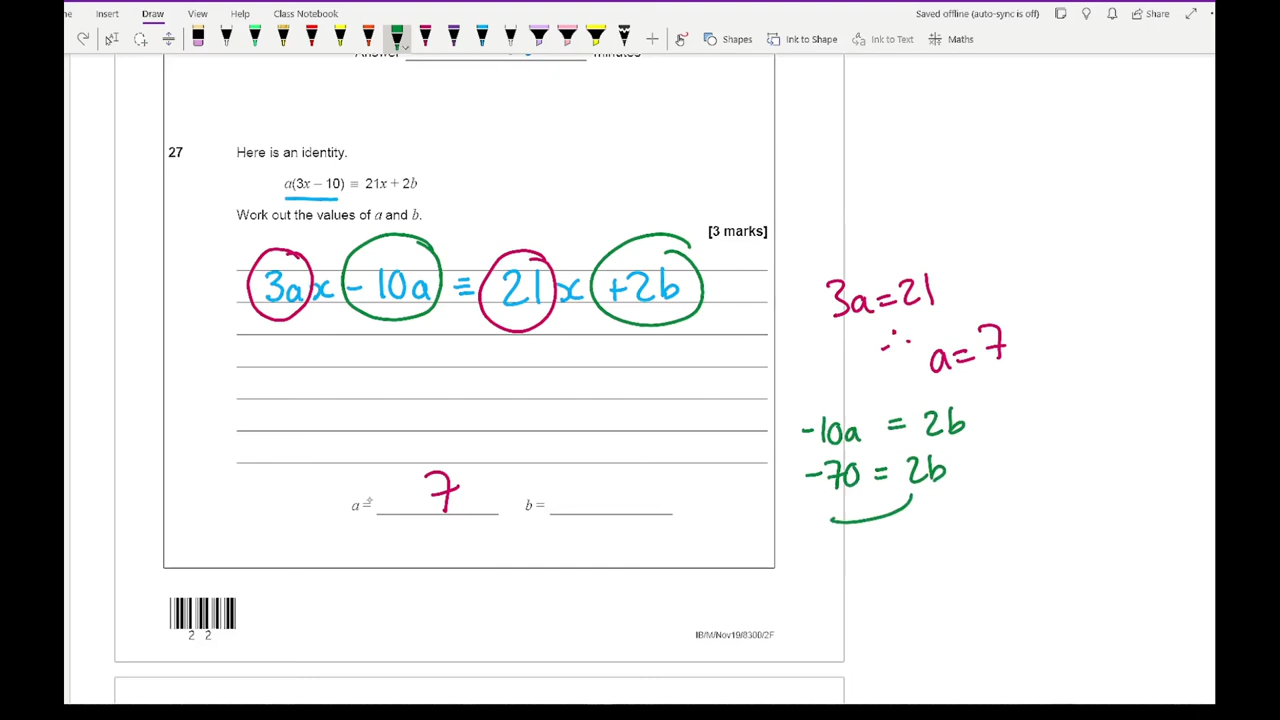 Insert Draw View Help Class Notebook Saved offline (auto-sync is off) Share
Shapes Ink to Shape Ink to Text Maths
Answer minutes
27 Here is an identity.
a(3x − 10) ≡ 21x + 2b
Work out the values of a and b.
[3 marks]
3ax − 10a ≡ 21x +2b
3a=21
∴ a=7
-10a = 2b
-70 = 2b
a = 7 b =
2 2
IB/M/Nov19/8300/2F